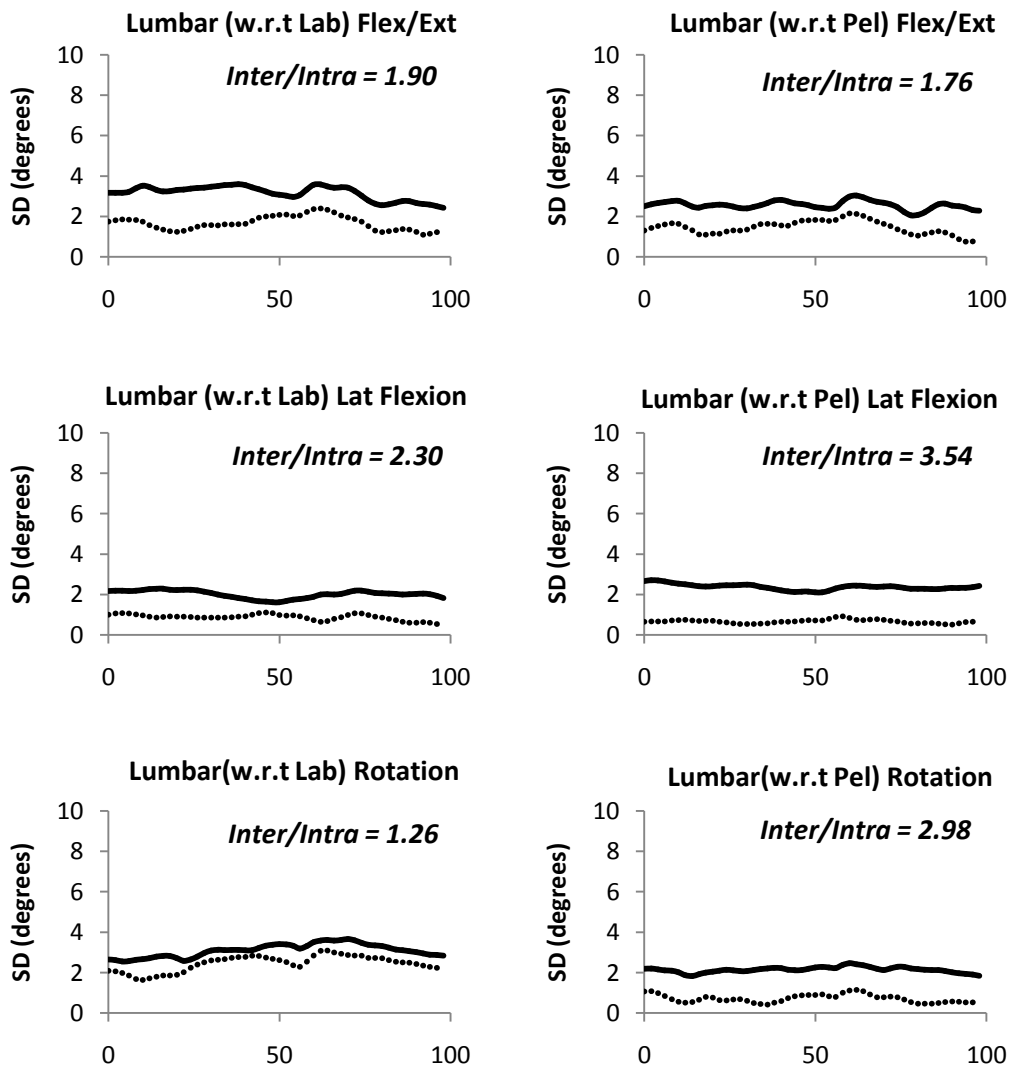 Lumbar (w.r.t Lab) Flex/Ext
Inter/Intra = 1.90
SD (degrees)
10
8
6
4
2
0
0 50 100
Lumbar (w.r.t Pel) Flex/Ext
Inter/Intra = 1.76
SD (degrees)
10
8
6
4
2
0
0 50 100
Lumbar (w.r.t Lab) Lat Flexion
Inter/Intra = 2.30
SD (degrees)
10
8
6
4
2
0
0 50 100
Lumbar (w.r.t Pel) Lat Flexion
Inter/Intra = 3.54
SD (degrees)
10
8
6
4
2
0
0 50 100
Lumbar(w.r.t Lab) Rotation
Inter/Intra = 1.26
SD (degrees)
10
8
6
4
2
0
0 50 100
Lumbar(w.r.t Pel) Rotation
Inter/Intra = 2.98
SD (degrees)
10
8
6
4
2
0
0 50 100